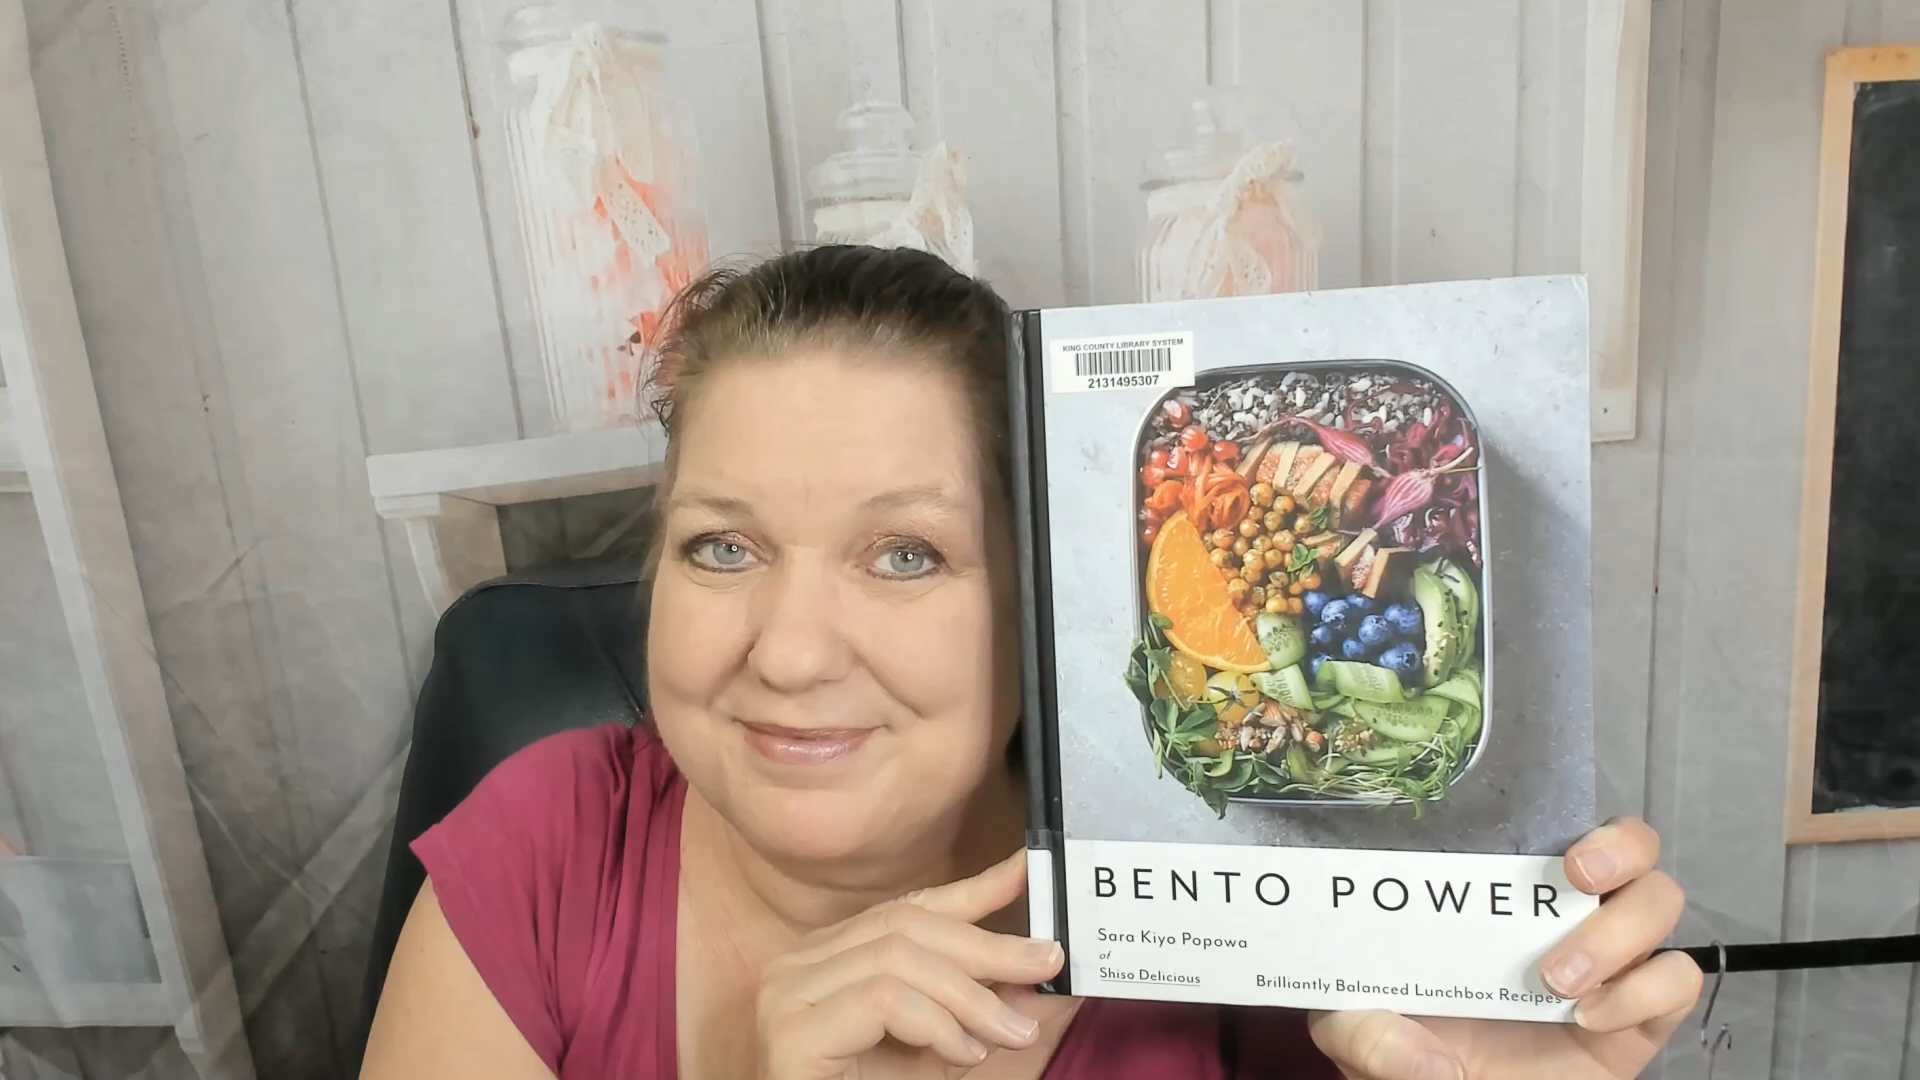 KING COUNTY LIBRARY SYSTEM
2131495307
BENTO POWER
Sara Kiyo Popowa
of
Shiso Delicious
Brilliantly Balanced Lunchbox Recipes